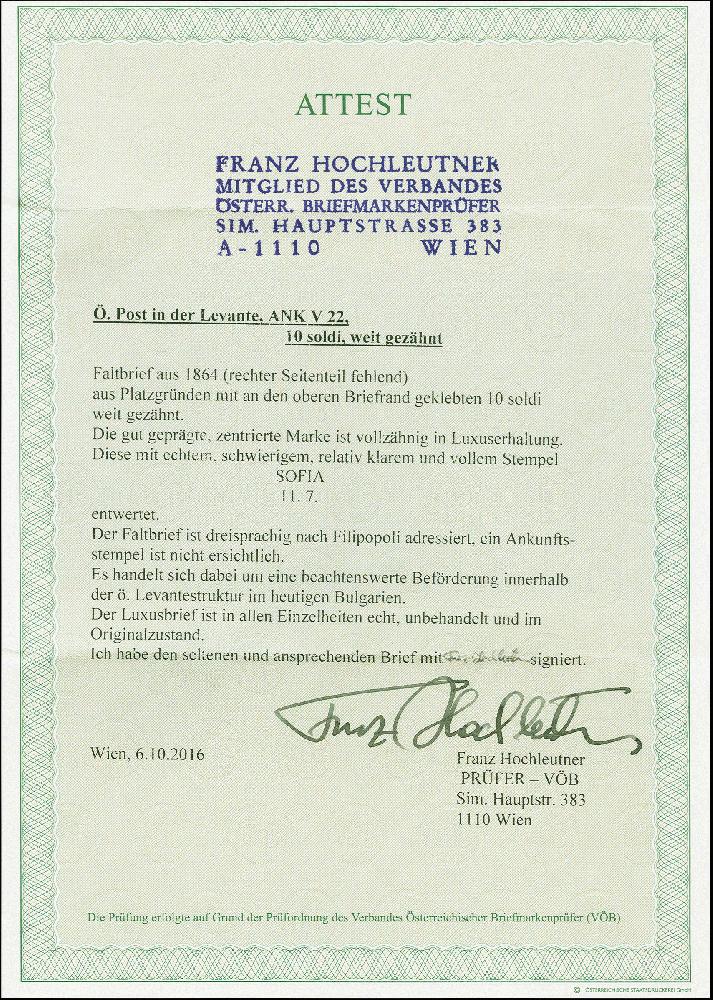 ATTEST
FRANZ HOCHLEUTNER
MITGLIED DES VERBANDES
ÖSTERR. BRIEFMARKENPRÜFER
SIM. HAUPTSTRASSE 383
A-1110 WIEN
Ö. Post in der Levante, ANK V 22,
10 soldi, weit gezähnt
Faltbrief aus 1864 (rechter Seitenteil fehlend)
aus Platzgründen mit an den oberen Briefrand geklebten 10 soldi
weit gezähnt.
Die gut geprägte, zentrierte Marke ist vollzähnig in Luxuserhaltung.
Diese mit echtem, schwierigem, relativ klarem und vollem Stempel
SOFIA
11. 7.
entwertet.
Der Faltbrief ist dreisprachig nach Filipopoli adressiert, ein Ankunfts-
stempel ist nicht ersichtlich.
Es handelt sich dabei um eine beachtenswerte Beförderung innerhalb
der ö. Levantestruktur im heutigen Bulgarien.
Der Luxusbrief ist in allen Einzelheiten echt, unbehandelt und im
Originalzustand.
Ich habe den seltenen und ansprechenden Brief mit signiert.
Wien, 6.10.2016
Franz Hochleutner
PRÜFER – VÖB
Sim. Hauptstr. 383
1110 Wien
Die Prüfung erfolgte auf Grund der Prüfordnung des Verbandes Österreichischer Briefmarkenprüfer (VÖB)
© ÖSTERREICHISCHE STAATSDRUCKEREI GmbH